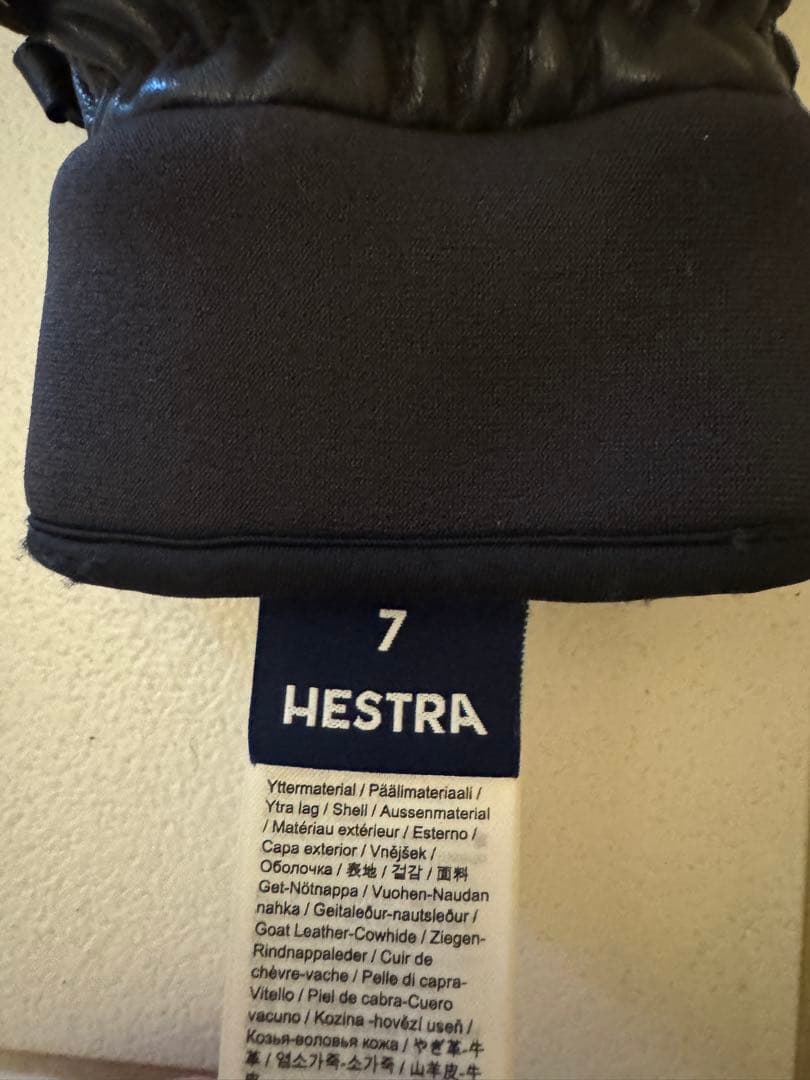 7
HESTRA
Yttermaterial / Päälimateriaali /
Ytra lag / Shell / Aussenmaterial
/ Matériau extérieur / Esterno /
Capa exterior / Vnějšek /
Оболочка / 表地 / 겉감 / 面料
Get-Nötnappa / Vuohen-Naudan
nahka / Geitaleður-nautsleður /
Goat Leather-Cowhide / Ziegen-
Rindnappaleder / Cuir de
chèvre-vache / Pelle di capra-
Vitello / Piel de cabra-Cuero
vacuno / Kozina -hovězí useň /
Козья-воловья кожа / やぎ革-牛
革 / 염소가죽-소가죽 / 山羊皮-牛